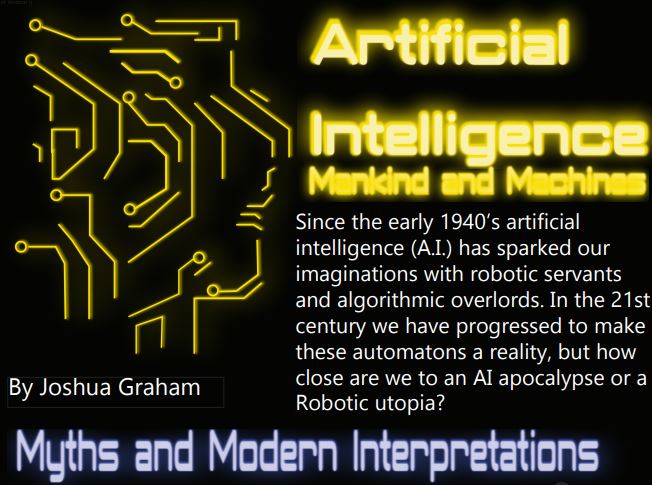 Artificial
Intelligence
Mankind and Machines
Since the early 1940's artificial
intelligence (A.I.) has sparked our
imaginations with robotic servants
and algorithmic overlords. In the 21st
century we have progressed to make
these automatons a reality, but how
close are we to an AI apocalypse or a
Robotic utopia?
By Joshua Graham
Myths and Modern Interpretations